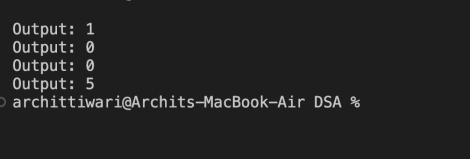 Output: 1
Output: 0
Output: 0
Output: 5
archittiwari@Archits-MacBook-Air DSA %